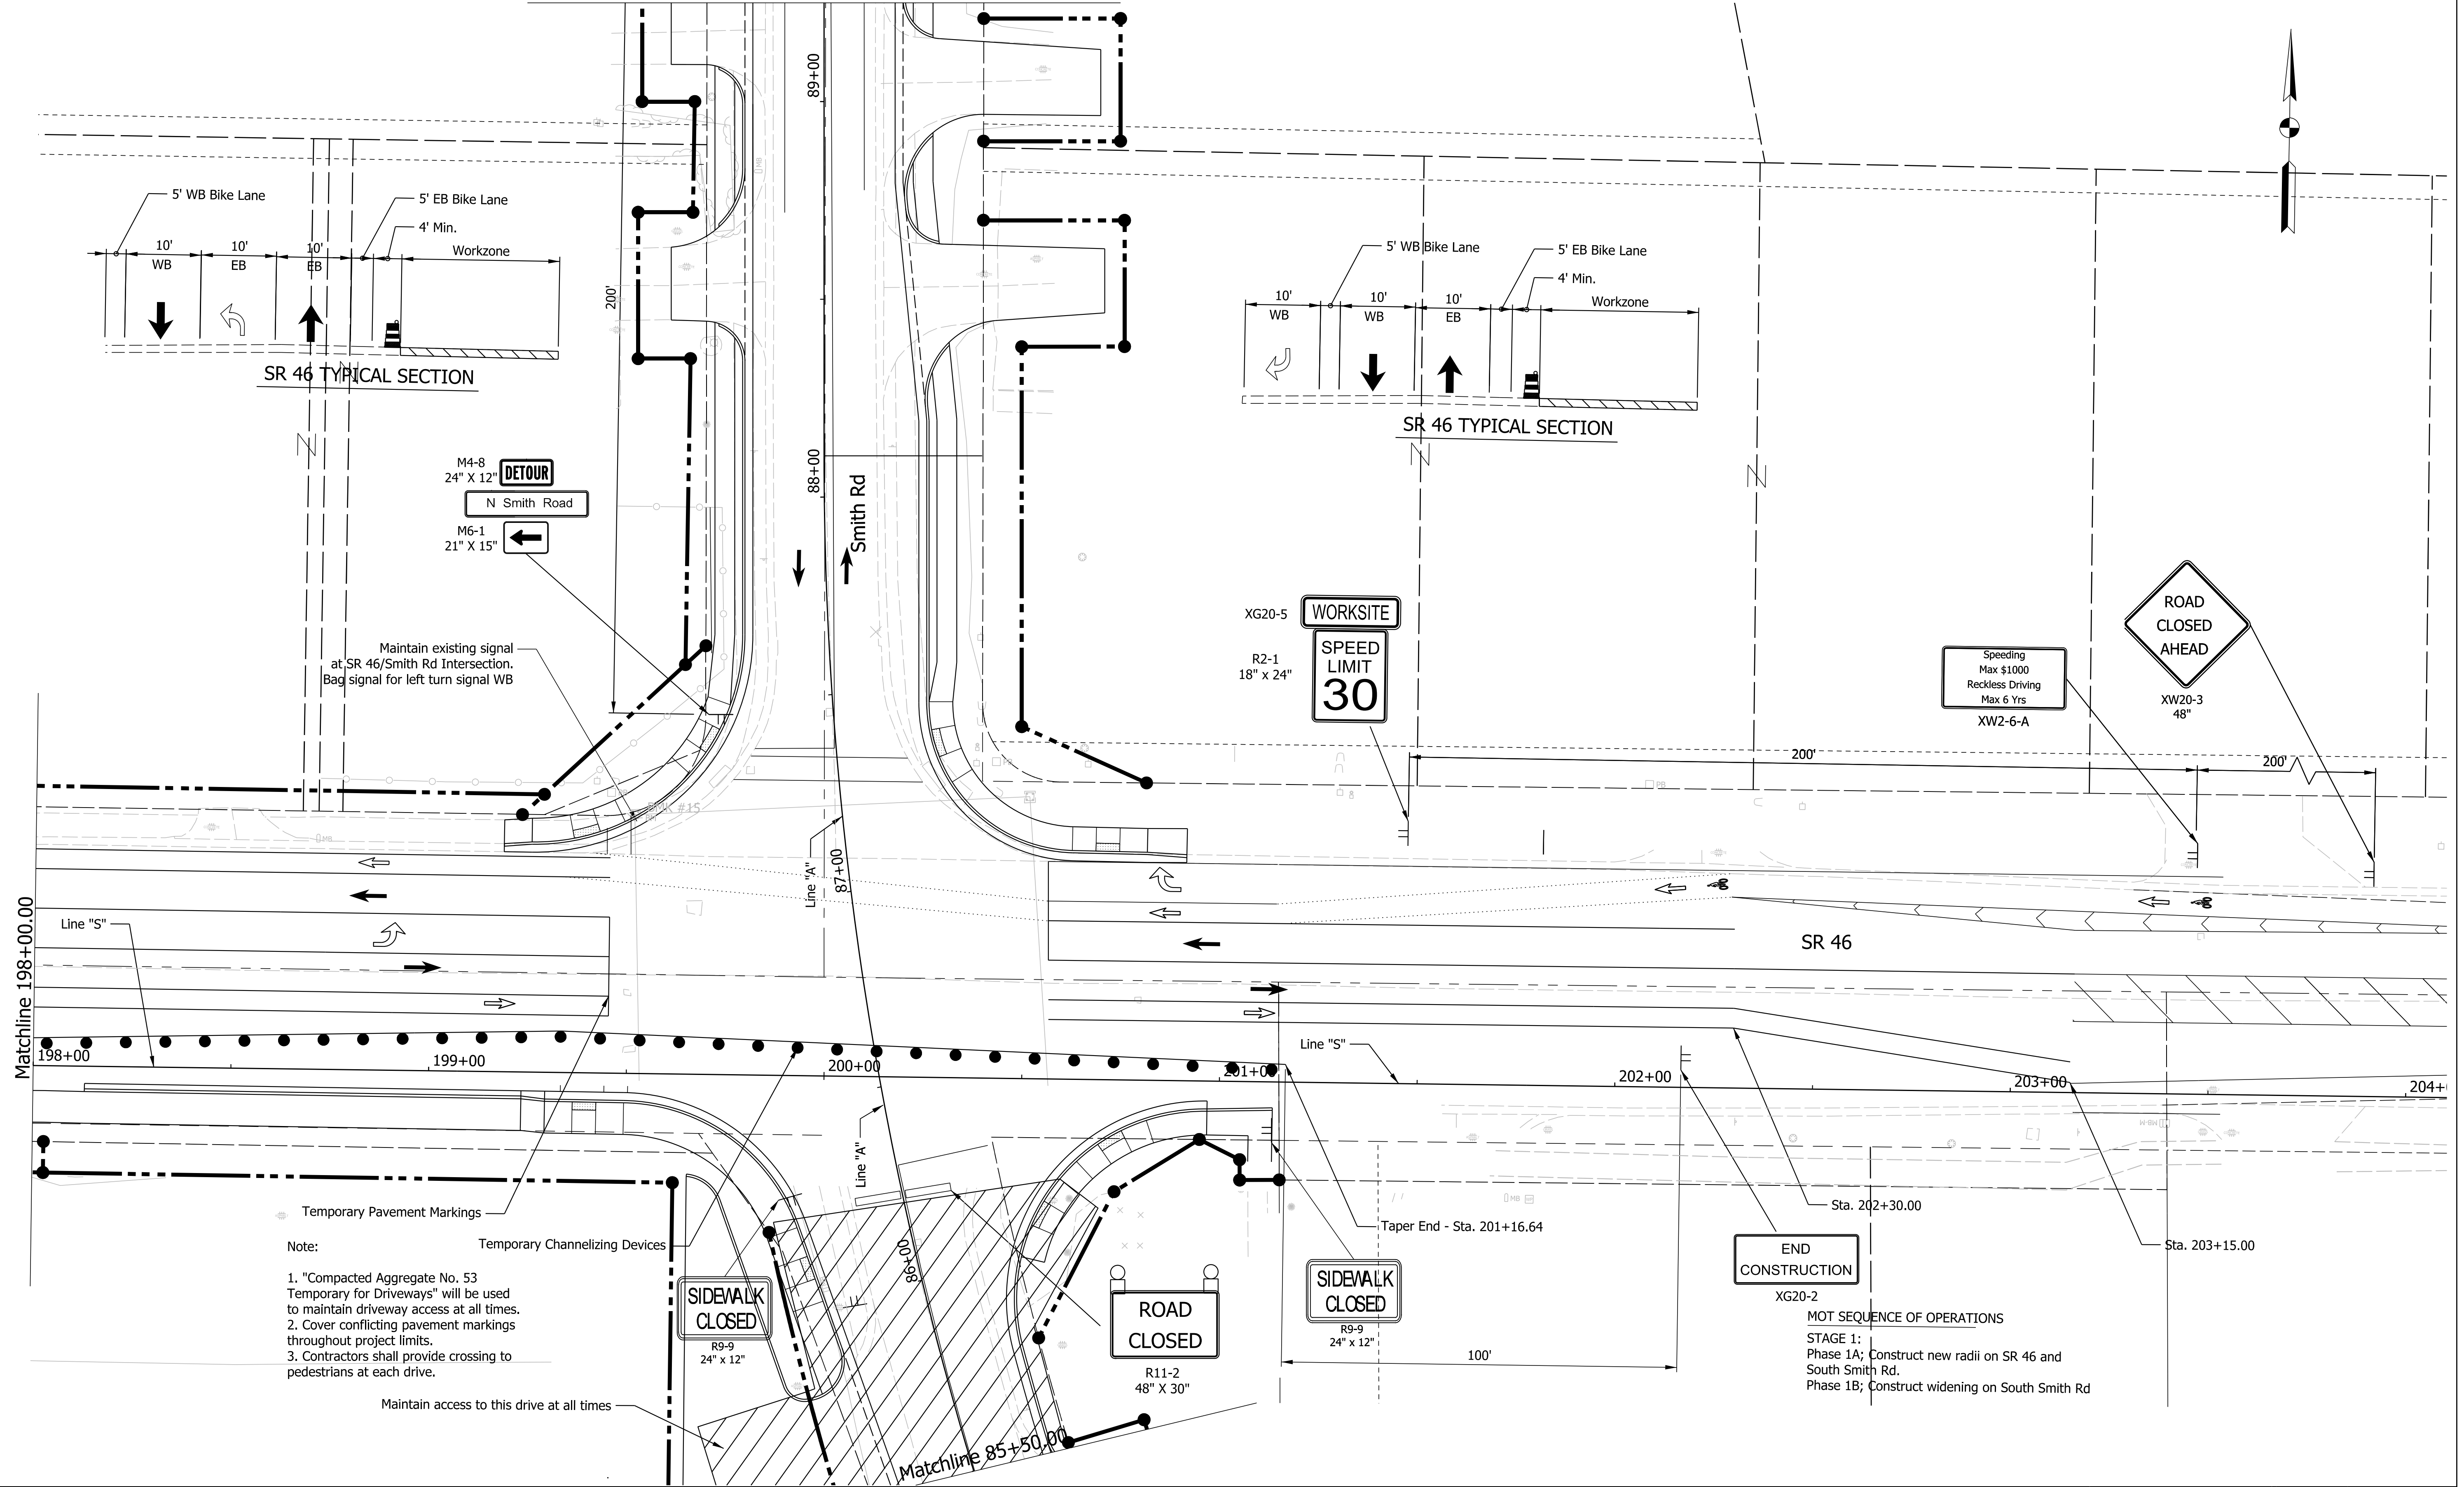 89+00
5' WB Bike Lane
5' EB Bike Lane
4' Min.
10'
10'
10'
Workzone
WB
EB
EB
SR 46 TYPICAL SECTION
200'
5' WB Bike Lane
5' EB Bike Lane
4' Min.
10'
10'
10'
Workzone
WB
WB
EB
SR 46 TYPICAL SECTION
M4-8
24" X 12"
DETOUR
N Smith Road
M6-1
21" X 15"
88+00
Smith Rd
Maintain existing signal
at SR 46/Smith Rd Intersection.
Bag signal for left turn signal WB
XG20-5
WORKSITE
R2-1
18" x 24"
SPEED
LIMIT
30
Speeding
Max $1000
Reckless Driving
Max 6 Yrs
XW2-6-A
ROAD
CLOSED
AHEAD
XW20-3
48"
200'
200'
PB
PB
MB
MB
#15
Line "A"
87+00
Line "S"
SR 46
Matchline 198+00.00
198+00
199+00
200+00
201+00
Line "S"
202+00
203+00
204+
Line "A"
Temporary Pavement Markings
Temporary Channelizing Devices
Note:
1. "Compacted Aggregate No. 53
Temporary for Driveways" will be used
to maintain driveway access at all times.
2. Cover conflicting pavement markings
throughout project limits.
3. Contractors shall provide crossing to
pedestrians at each drive.
Maintain access to this drive at all times
SIDEWALK
CLOSED
R9-9
24" x 12"
86+00
Matchline 85+50.00
ROAD
CLOSED
R11-2
48" X 30"
SIDEWALK
CLOSED
R9-9
24" x 12"
Taper End - Sta. 201+16.64
MB
100'
Sta. 202+30.00
END
CONSTRUCTION
XG20-2
Sta. 203+15.00
MOT SEQUENCE OF OPERATIONS
STAGE 1:
Phase 1A; Construct new radii on SR 46 and
South Smith Rd.
Phase 1B; Construct widening on South Smith Rd